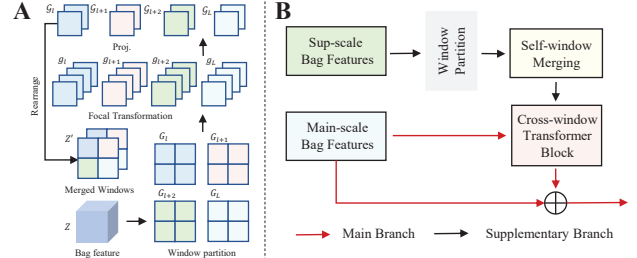 A
𝒢_l 𝒢_{l+1} 𝒢_{l+2} 𝒢_L
Proj.
g_l g_{l+1} g_{l+2} g_L
Focal Transformation
Rearrange
Z′
Merged Windows
G_l G_{l+1}
G_{l+2} G_L
Z
Bag feature
Window partition
B
Sup-scale
Bag Features
Window
Partition
Self-window
Merging
Main-scale
Bag Features
Cross-window
Transformer
Block
Main Branch
Supplementary Branch